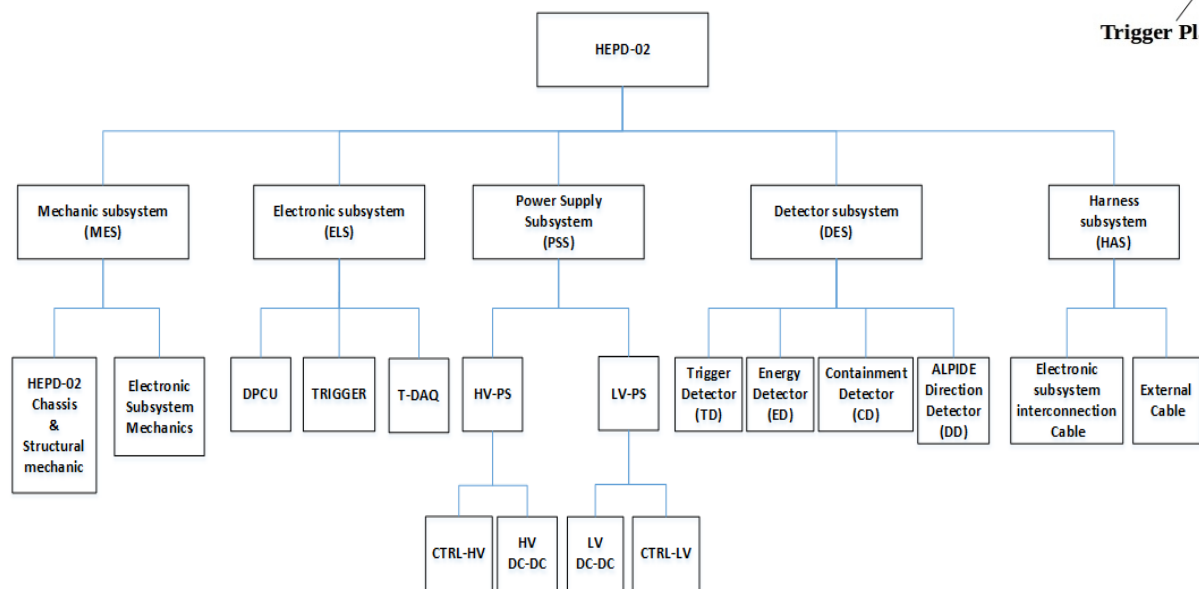 Trigger Pl
HEPD-02
Mechanic subsystem
(MES)
Electronic subsystem
(ELS)
Power Supply
Subsystem
(PSS)
Detector subsystem
(DES)
Harness
subsystem
(HAS)
HEPD-02
Chassis
&
Structural
mechanic
Electronic
Subsystem
Mechanics
DPCU
TRIGGER
T-DAQ
HV-PS
LV-PS
Trigger
Detector
(TD)
Energy
Detector
(ED)
Containment
Detector
(CD)
ALPIDE
Direction
Detector
(DD)
Electronic
subsystem
interconnection
Cable
External
Cable
CTRL-HV
HV
DC-DC
LV
DC-DC
CTRL-LV